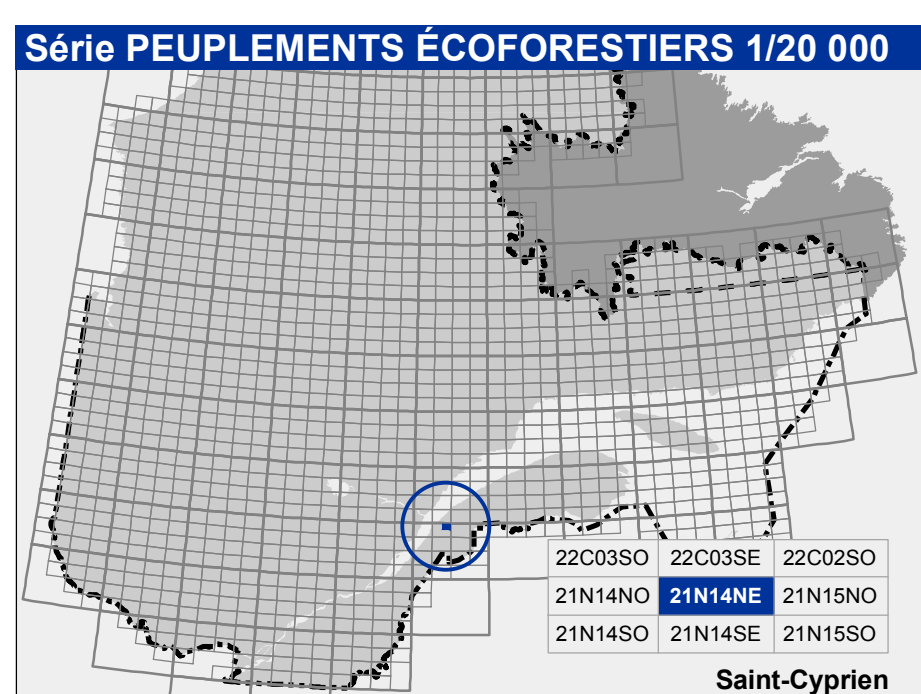 Série PEUPLEMENTS ÉCOFORESTIERS 1/20 000
22C03SO 22C03SE 22C02SO
21N14NO 21N14NE 21N15NO
21N14SO 21N14SE 21N15SO
Saint-Cyprien